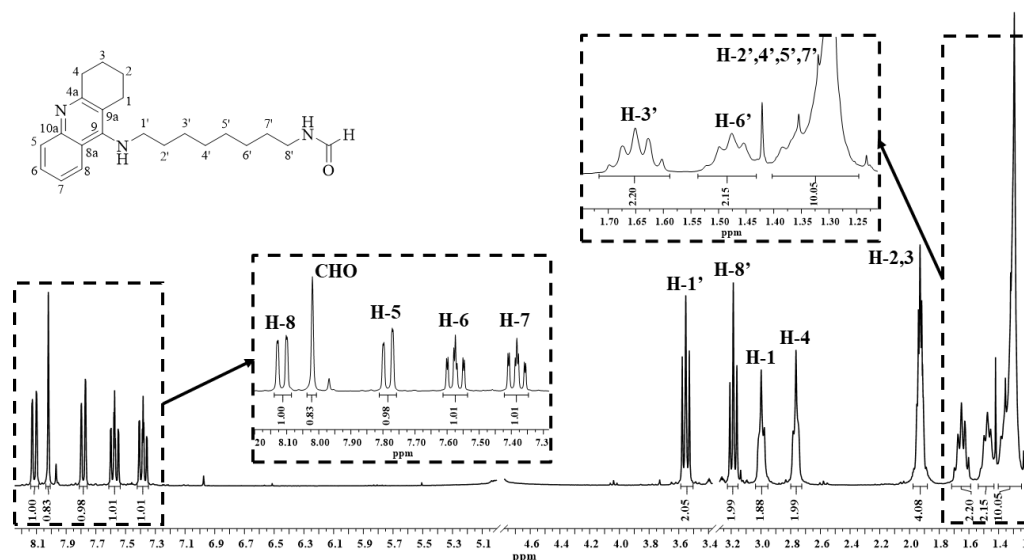 3
4
2
4a
1
N
9a
10a
9
1'
3'
5'
7'
H
N
H
5
8a
N
H
2'
4'
6'
8'
O
6
8
7
H-2',4',5',7'
H-3'
H-6'
2.20
2.15
10.05
1.70 1.65 1.60 1.55 1.50 1.45 1.40 1.35 1.30 1.25
ppm
CHO
H-8
H-5
H-6
H-7
1.00
0.83
0.98
1.01
1.01
20 8.10 8.00 7.90 7.80 7.70 7.60 7.50 7.40 7.3
ppm
H-1'
H-8'
H-1
H-4
H-2,3
1.00
0.83
0.98
1.01
1.01
2.05
1.99
1.88
1.99
4.08
2.20
2.15
10.05
8.1 7.9 7.7 7.5 7.3 7.1 6.9 6.7 6.5 6.3 6.1 5.9 5.7 5.5 5.3 5.1 4.6 4.4 4.2 4.0 3.8 3.6 3.4 3.2 3.0 2.8 2.6 2.4 2.2 2.0 1.8 1.6 1.4
ppm